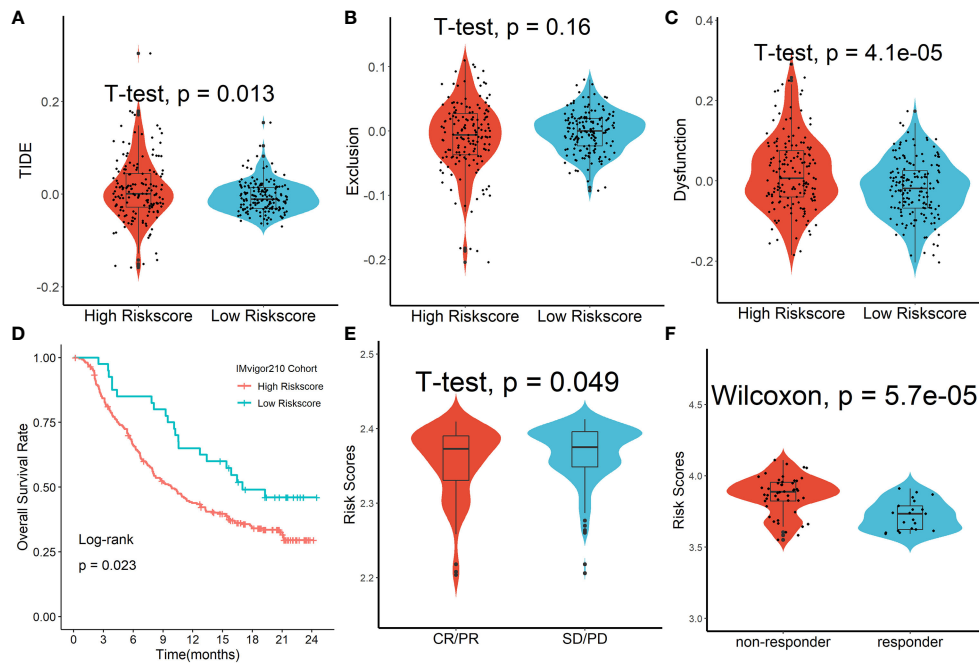 A
T-test, p = 0.013
TIDE
0.2
0.0
-0.2
High Riskscore
Low Riskscore
B
T-test, p = 0.16
Exclusion
0.1
0.0
-0.1
-0.2
High Riskscore
Low Riskscore
C
T-test, p = 4.1e-05
Dysfunction
0.4
0.2
0.0
-0.2
High Riskscore
Low Riskscore
D
IMvigor210 Cohort
High Riskscore
Low Riskscore
Overall Survival Rate
1.00
0.75
0.50
0.25
0.00
Log-rank
p = 0.023
0 3 6 9 12 15 18 21 24
Time(months)
E
T-test, p = 0.049
Risk Scores
2.5
2.4
2.3
2.2
CR/PR
SD/PD
F
Wilcoxon, p = 5.7e-05
Risk Scores
4.5
4.0
3.5
3.0
non-responder
responder